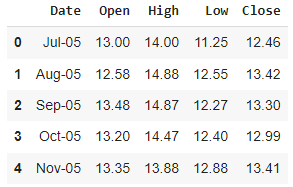 Date Open High Low Close
0 Jul-05 13.00 14.00 11.25 12.46
1 Aug-05 12.58 14.88 12.55 13.42
2 Sep-05 13.48 14.87 12.27 13.30
3 Oct-05 13.20 14.47 12.40 12.99
4 Nov-05 13.35 13.88 12.88 13.41